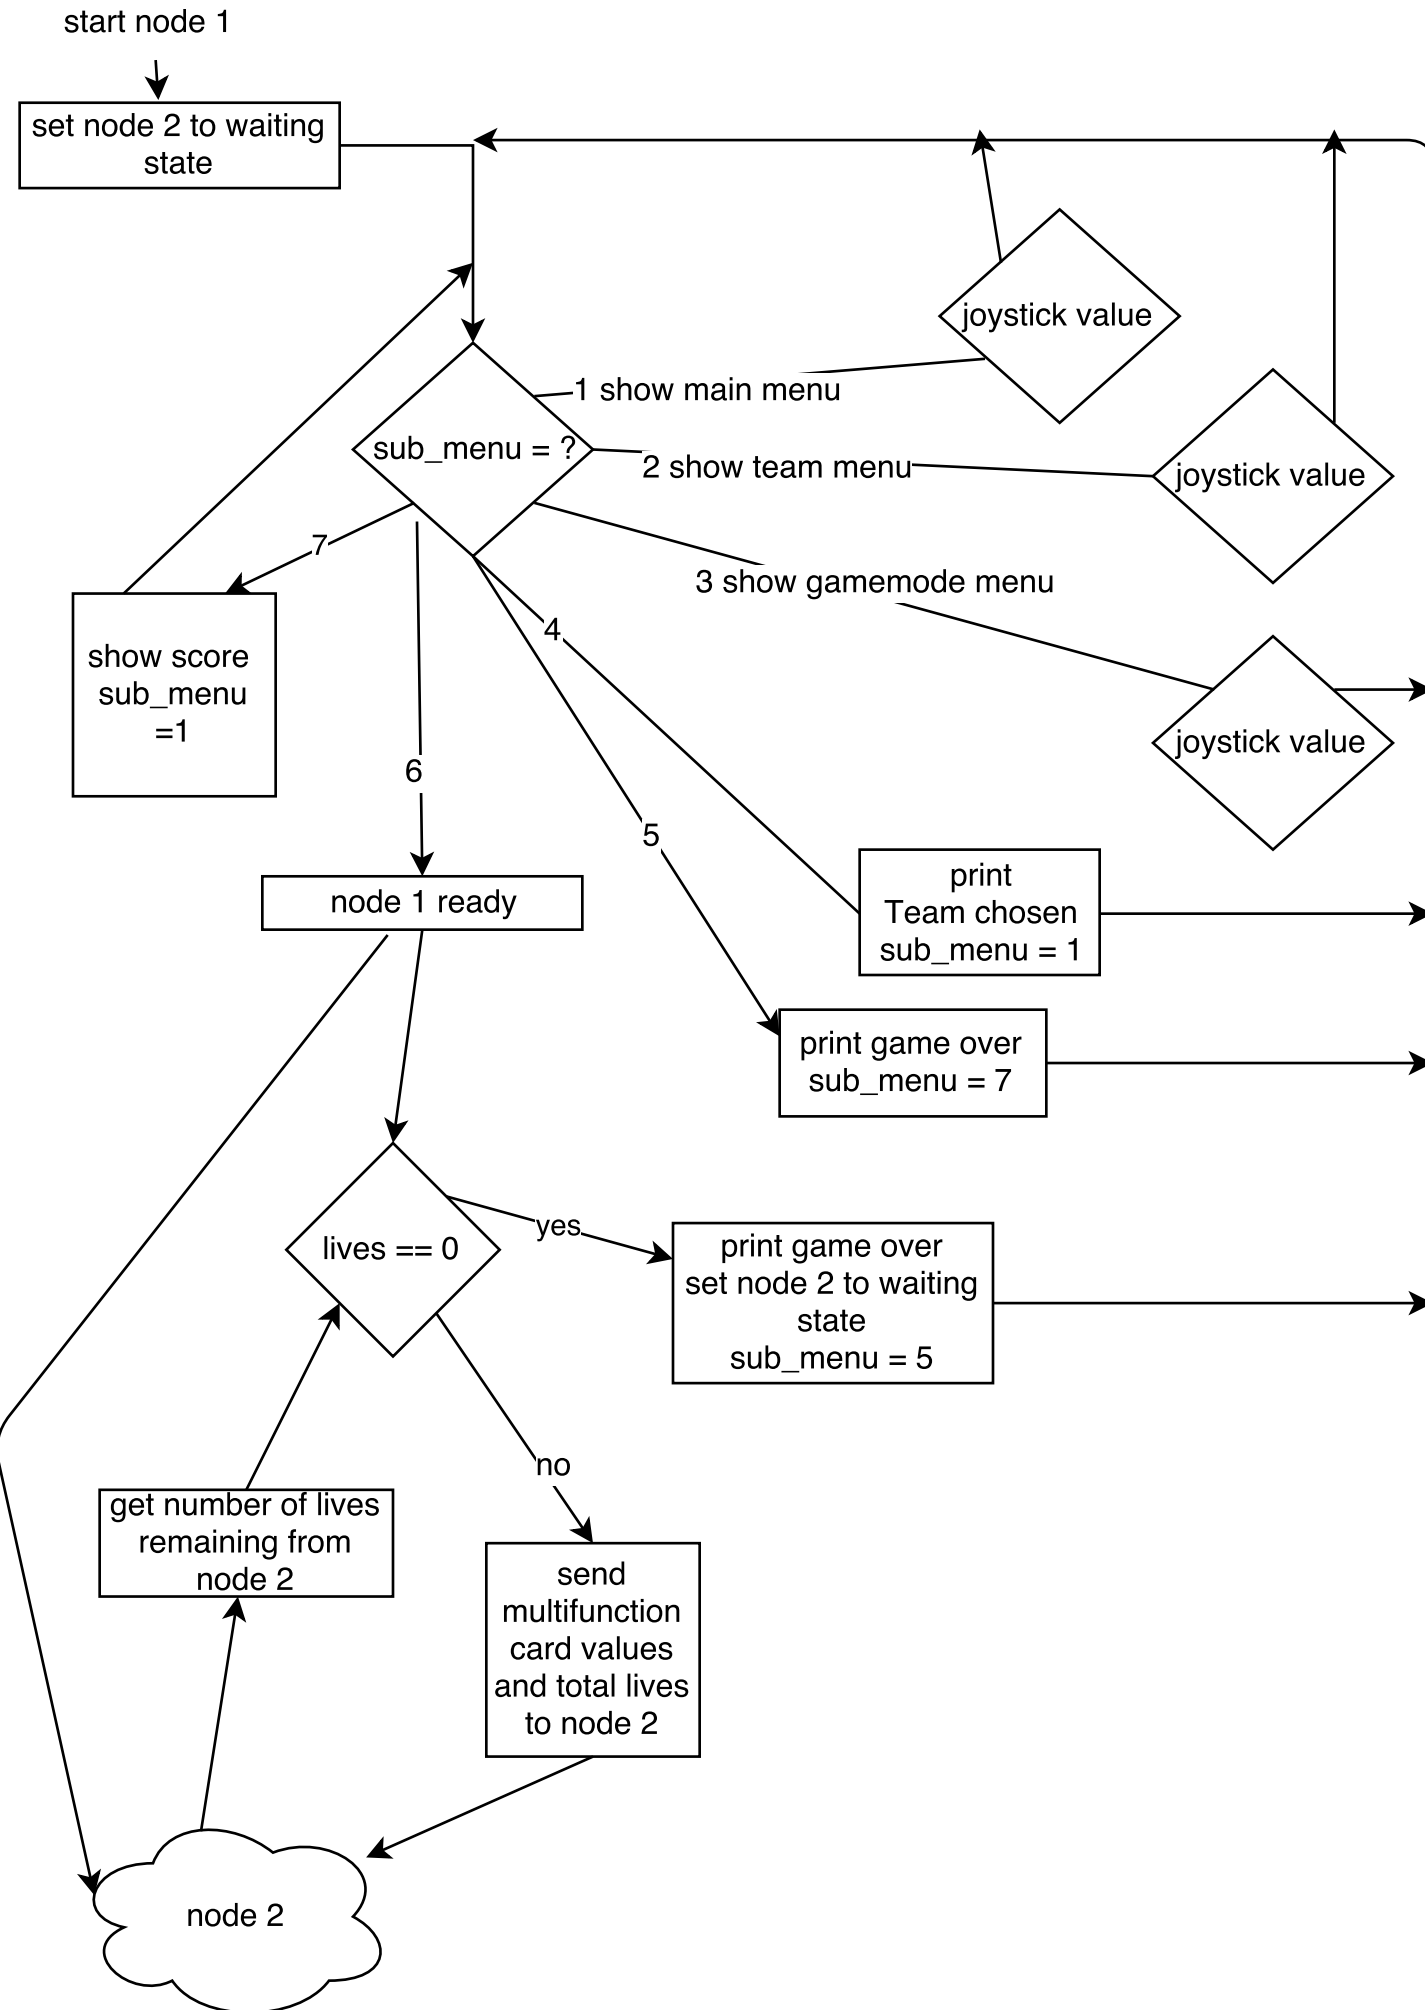 start node 1
set node 2 to waiting
state
joystick value
1 show main menu
sub_menu = ?
2 show team menu
joystick value
7
3 show gamemode menu
4
show score
sub_menu
=1
joystick value
6
5
print
Team chosen
sub_menu = 1
node 1 ready
print game over
sub_menu = 7
yes
lives == 0
print game over
set node 2 to waiting
state
sub_menu = 5
no
get number of lives
remaining from
node 2
send
multifunction
card values
and total lives
to node 2
node 2